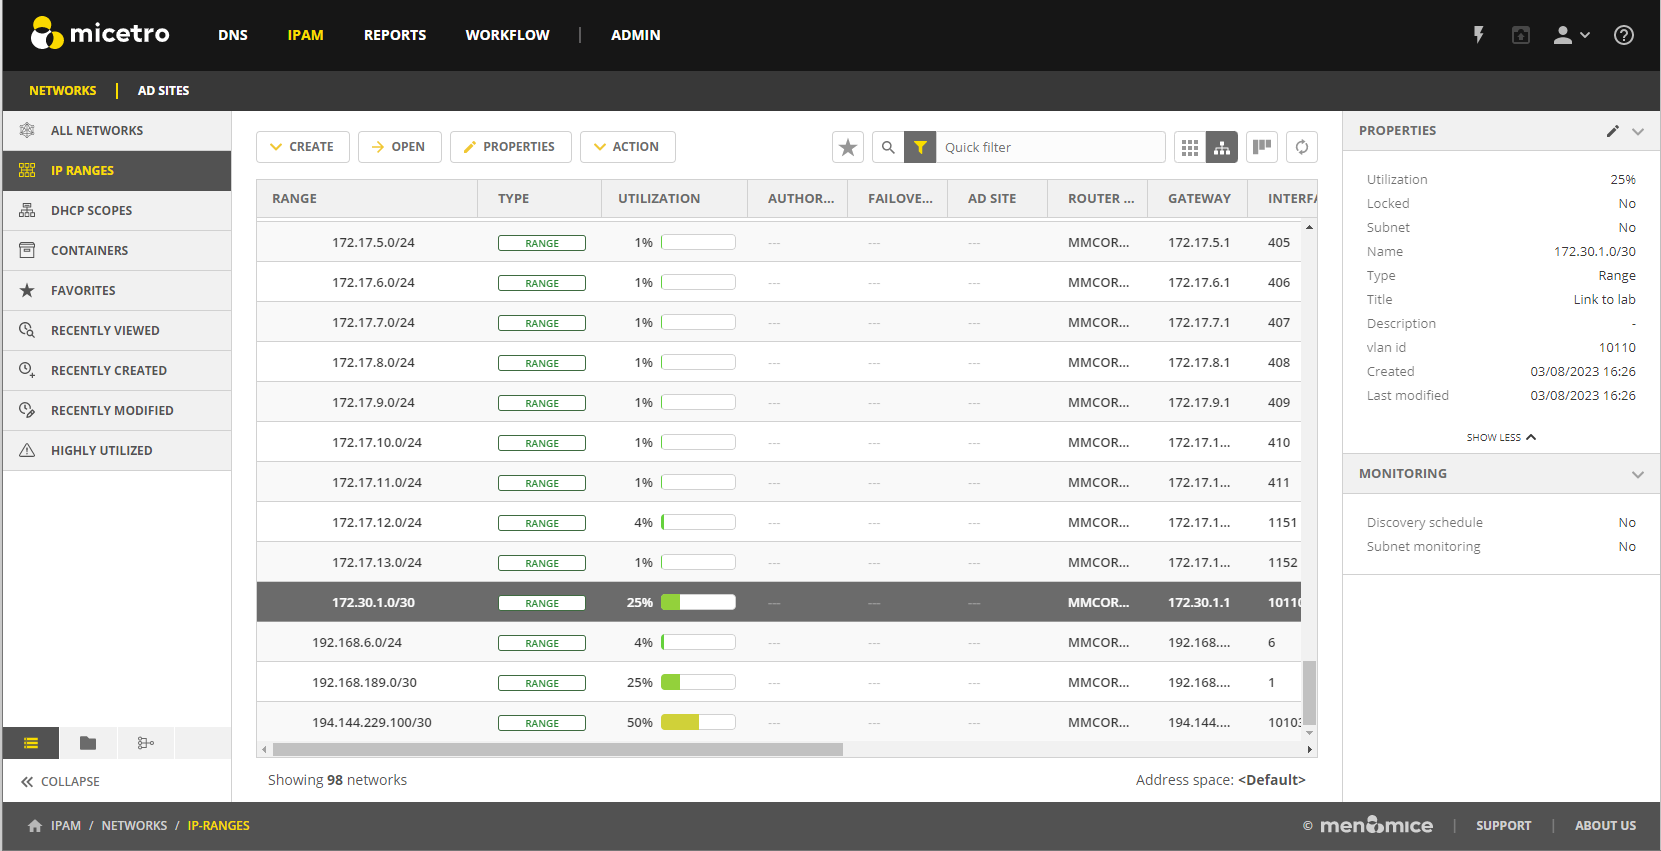 micetro DNS IPAM REPORTS WORKFLOW | ADMIN
NETWORKS | AD SITES
ALL NETWORKS
IP RANGES
DHCP SCOPES
CONTAINERS
FAVORITES
RECENTLY VIEWED
RECENTLY CREATED
RECENTLY MODIFIED
HIGHLY UTILIZED
COLLAPSE
CREATE OPEN PROPERTIES ACTION Quick filter
RANGE TYPE UTILIZATION AUTHOR... FAILOVE... AD SITE ROUTER ... GATEWAY INTERFA
172.17.5.0/24 RANGE 1% --- --- --- MMCOR... 172.17.5.1 405
172.17.6.0/24 RANGE 1% --- --- --- MMCOR... 172.17.6.1 406
172.17.7.0/24 RANGE 1% --- --- --- MMCOR... 172.17.7.1 407
172.17.8.0/24 RANGE 1% --- --- --- MMCOR... 172.17.8.1 408
172.17.9.0/24 RANGE 1% --- --- --- MMCOR... 172.17.9.1 409
172.17.10.0/24 RANGE 1% --- --- --- MMCOR... 172.17.1... 410
172.17.11.0/24 RANGE 1% --- --- --- MMCOR... 172.17.1... 411
172.17.12.0/24 RANGE 4% --- --- --- MMCOR... 172.17.1... 1151
172.17.13.0/24 RANGE 1% --- --- --- MMCOR... 172.17.1... 1152
172.30.1.0/30 RANGE 25% --- --- --- MMCOR... 172.30.1.1 10110
192.168.6.0/24 RANGE 4% --- --- --- MMCOR... 192.168.... 6
192.168.189.0/30 RANGE 25% --- --- --- MMCOR... 192.168.... 1
194.144.229.100/30 RANGE 50% --- --- --- MMCOR... 194.144.... 10103
Showing 98 networks Address space: <Default>
PROPERTIES
Utilization 25%
Locked No
Subnet No
Name 172.30.1.0/30
Type Range
Title Link to lab
Description -
vlan id 10110
Created 03/08/2023 16:26
Last modified 03/08/2023 16:26
SHOW LESS
MONITORING
Discovery schedule No
Subnet monitoring No
IPAM / NETWORKS / IP-RANGES © men&mice | SUPPORT | ABOUT US